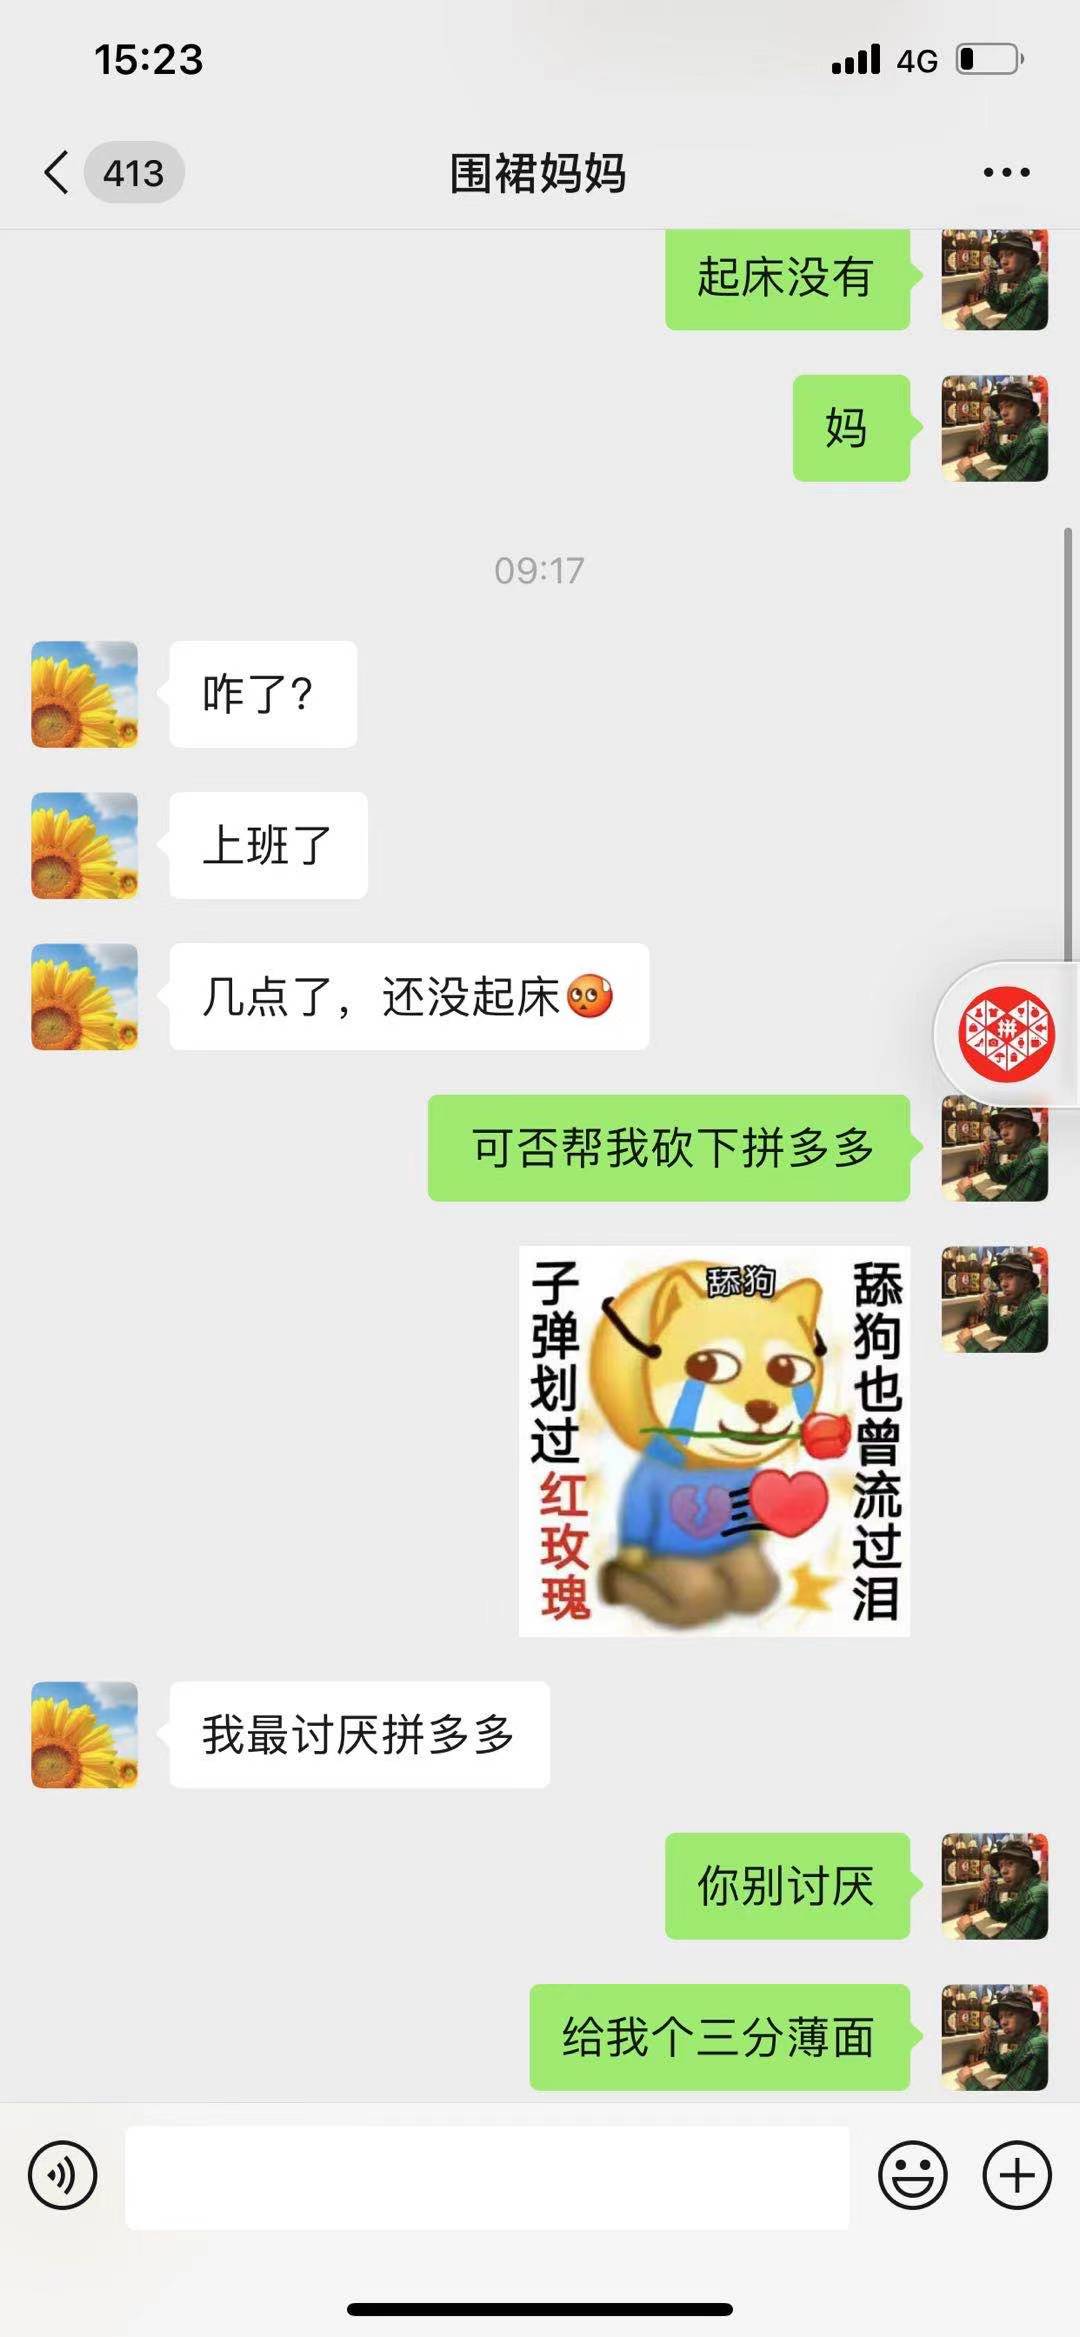 15:23
4G
413
围裙妈妈
起床没有
妈
09:17
咋了?
上班了
几点了，还没起床
可否帮我砍下拼多多
舔狗
子弹划过红玫瑰
舔狗也曾流过泪
我最讨厌拼多多
你别讨厌
给我个三分薄面